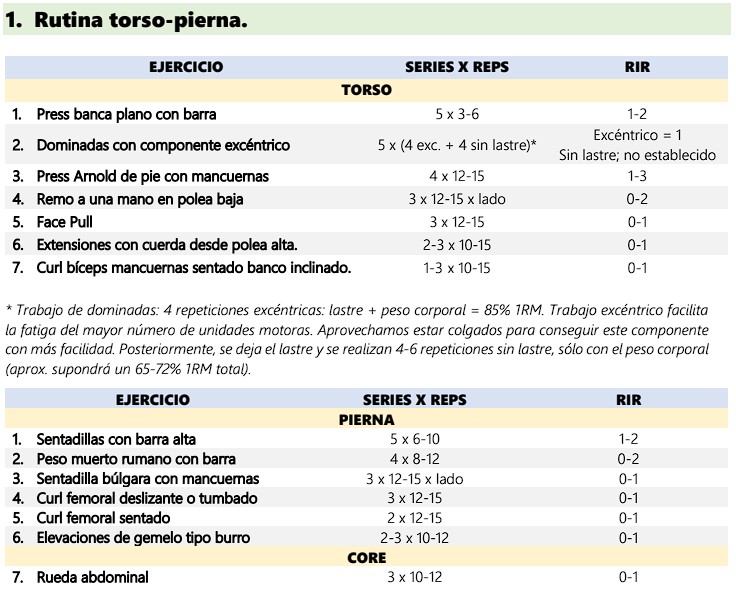 1. Rutina torso-pierna.
EJERCICIO SERIES X REPS RIR
TORSO
1. Press banca plano con barra 5 x 3-6 1-2
2. Dominadas con componente excéntrico 5 x (4 exc. + 4 sin lastre)* Excéntrico = 1
Sin lastre; no establecido
3. Press Arnold de pie con mancuernas 4 x 12-15 1-3
4. Remo a una mano en polea baja 3 x 12-15 x lado 0-2
5. Face Pull 3 x 12-15 0-1
6. Extensiones con cuerda desde polea alta. 2-3 x 10-15 0-1
7. Curl bíceps mancuernas sentado banco inclinado. 1-3 x 10-15 0-1
* Trabajo de dominadas: 4 repeticiones excéntricas: lastre + peso corporal = 85% 1RM. Trabajo excéntrico facilita
la fatiga del mayor número de unidades motoras. Aprovechamos estar colgados para conseguir este componente
con más facilidad. Posteriormente, se deja el lastre y se realizan 4-6 repeticiones sin lastre, sólo con el peso corporal
(aprox. supondrá un 65-72% 1RM total).
EJERCICIO SERIES X REPS RIR
PIERNA
1. Sentadillas con barra alta 5 x 6-10 1-2
2. Peso muerto rumano con barra 4 x 8-12 0-2
3. Sentadilla búlgara con mancuernas 3 x 12-15 x lado 0-1
4. Curl femoral deslizante o tumbado 3 x 12-15 0-1
5. Curl femoral sentado 2 x 12-15 0-1
6. Elevaciones de gemelo tipo burro 2-3 x 10-12 0-1
CORE
7. Rueda abdominal 3 x 10-12 0-1